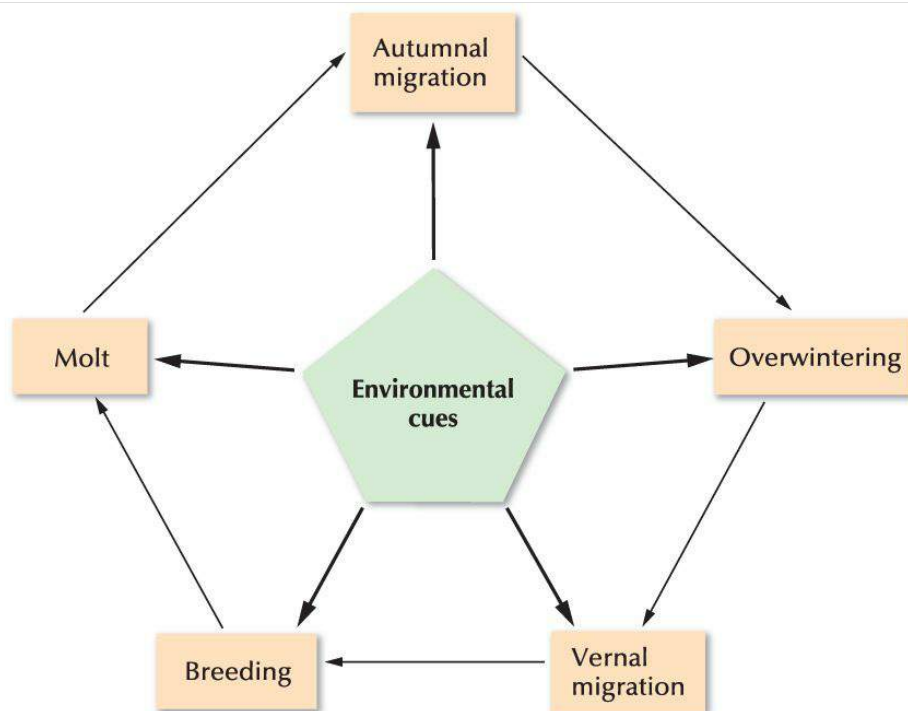 Autumnal
migration
Molt
Environmental
cues
Overwintering
Breeding
Vernal
migration